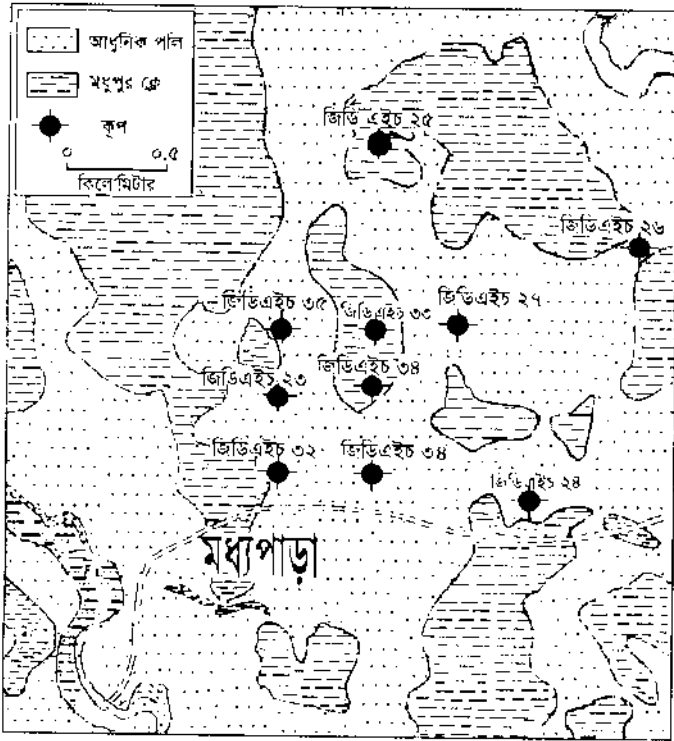 আধুনিক পলি
মধুপুর ক্লে
কূপ
০ ০.৫
কিলোমিটার
জিডি এইচ ২৫
জিডিএইচ ২৬
জিডিএইচ ৩৫
জিডিএইচ ৩৩
জিডিএইচ ২৭
জিডিএইচ ২৩
জিডিএইচ ৩৪
জিডিএইচ ৩২
জিডিএইচ ৩৪
জিডিএইচ ২৪
মধ্যপাড়া